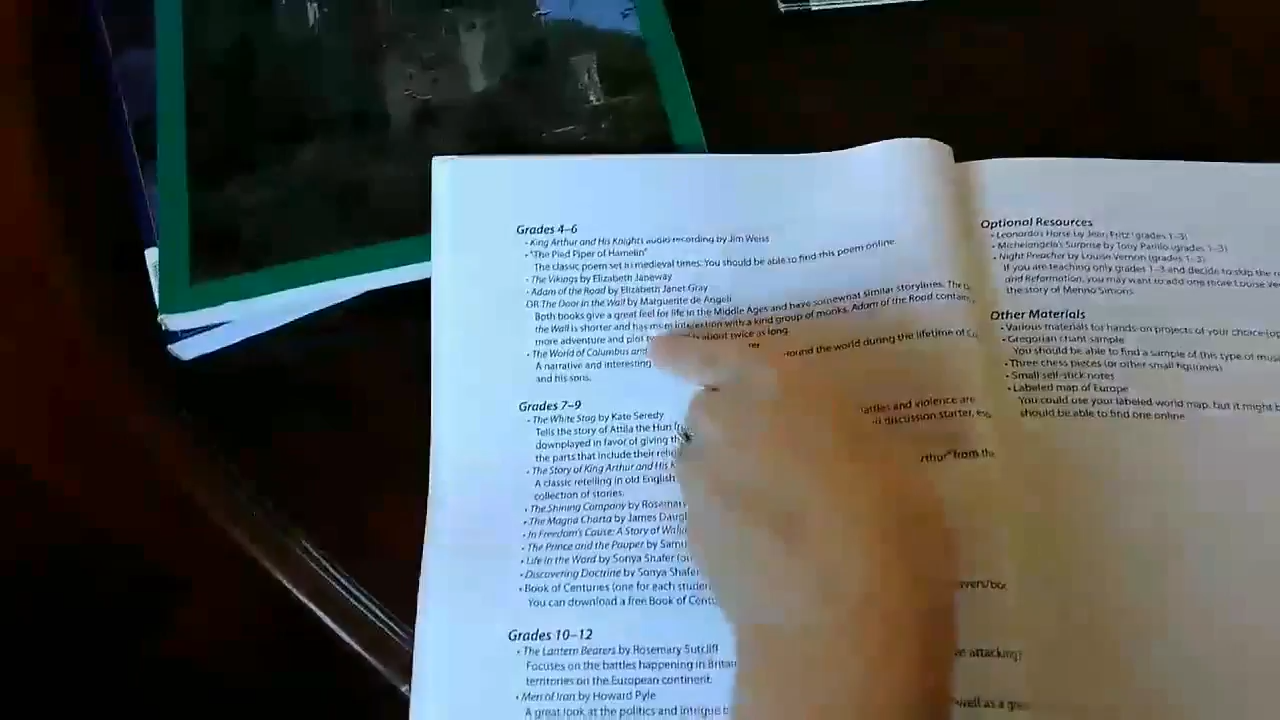 Grades 4–6
• King Arthur and His Knights audio recording by Jim Weiss
• "The Pied Piper of Hamelin"
The classic poem set in medieval times. You should be able to find this poem online.
• The Vikings by Elizabeth Janeway
• Adam of the Road by Elizabeth Janet Gray
OR The Door in the Wall by Marguerite de Angeli
Both books give a great feel for life in the Middle Ages and have somewhat similar storylines. The
the Wall is shorter and has more interaction with a kind group of monks. Adam of the Road
more adventure and plot about twice as long.
• The World of Columbus and
A narrative and interesting around the world during the lifetime of
and his sons.
Grades 7–9
• The White Stag by Kate Seredy
Tells the story of Attila the Hun battles and violence are
downplayed in favor of giving discussion starter,
the parts that include their
• The Story of King Arthur and His
A classic retelling in old English from the
collection of stories.
• The Shining Company by Rosemary
• The Magna Charta by James
• In Freedom's Cause: A Story of
• The Prince and the Pauper by
• Life in the Word by Sonya Shafer
• Discovering Doctrine by Sonya Shafer
• Book of Centuries (one for each
You can download a free Book of
Grades 10–12
• The Lantern Bearers by Rosemary Sutcliff
Focuses on the battles happening in attacking)
territories on the European continent.
• Men of Iron by Howard Pyle
A great look at the politics and intrigue well as a
Optional Resources
• Leonardo's Horse by Jean Fritz (grades 1–3)
• Michelangelo's Surprise by Tony Parillo (grades 1–3)
• Night Preacher by Louise Vernon (grades 1–3)
If you are teaching only grades 1–3 and decide to skip the
and Reformation, you may want to add one more Louise
the story of Menno Simons.
Other Materials
• Various materials for hands-on projects of your choice
• Gregorian chant sample
You should be able to find a sample of this type of
• Three chess pieces (or other small figurines)
• Small self-stick notes
• Labeled map of Europe
You could use your labeled world map, but it might
should be able to find one online.